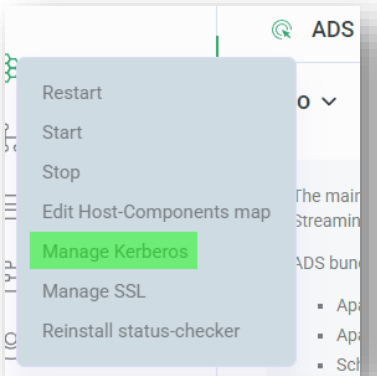 ADS
Restart
o
Start
Stop
Edit Host-Components map
The main
Streamin
Manage Kerberos
ADS bun
Manage SSL
Apa
Reinstall status-checker
Apa
Sch